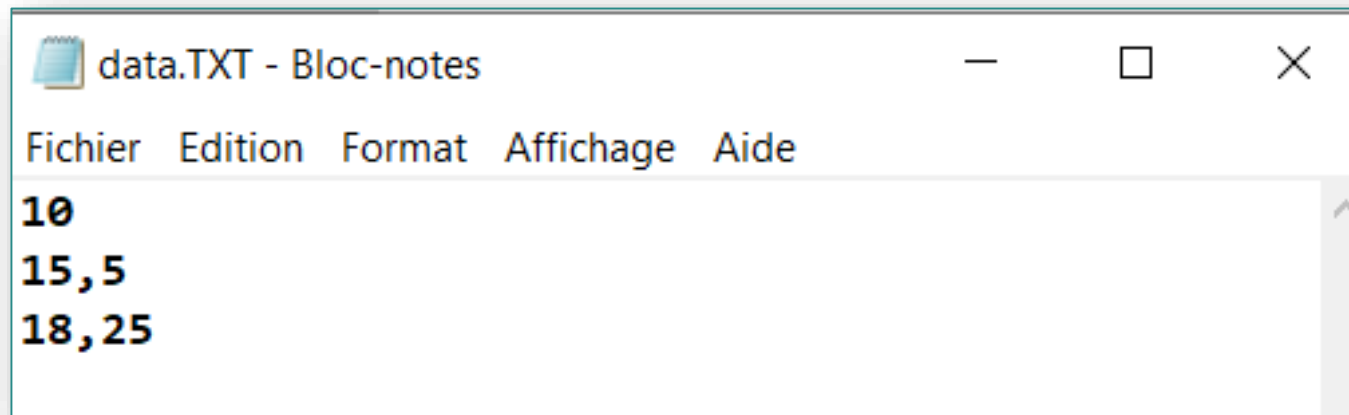 data.TXT - Bloc-notes
Fichier Edition Format Affichage Aide
10
15,5
18,25